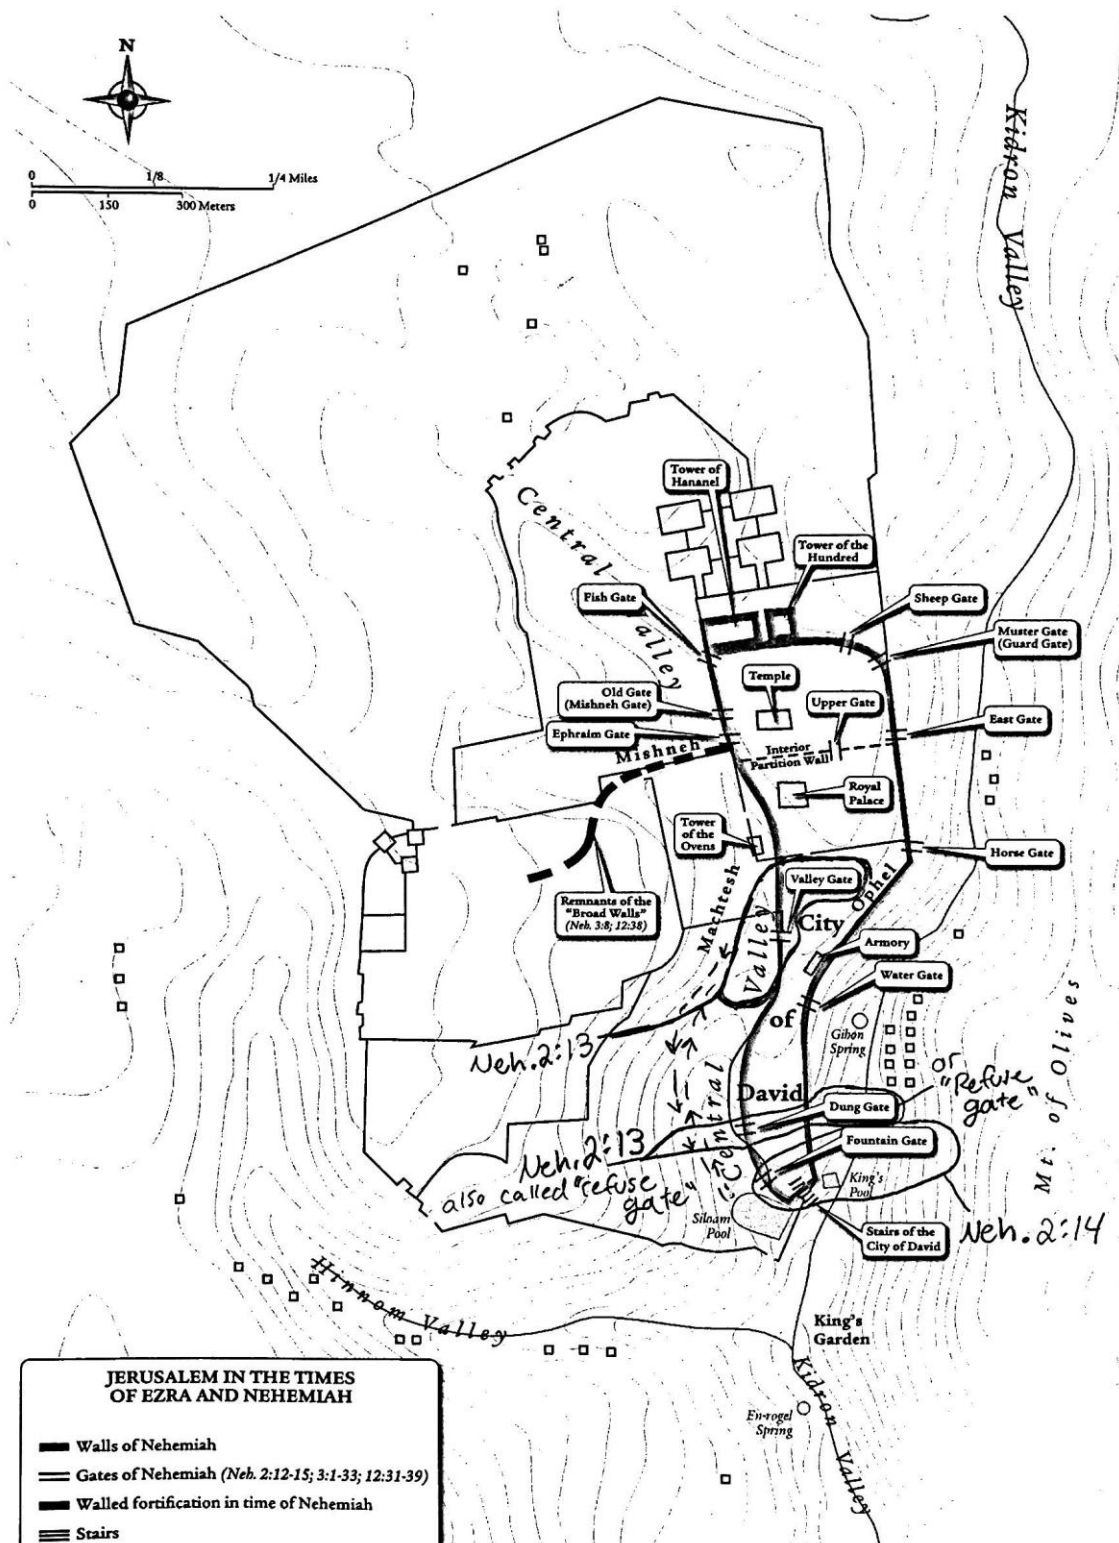 N
0 1/8 1/4 Miles
0 150 300 Meters
Kidron Valley
Tower of
Hananel
Central Valley
Tower of the
Hundred
Fish Gate
Sheep Gate
Muster Gate
(Guard Gate)
Temple
Old Gate
(Mishneh Gate)
Upper Gate
East Gate
Ephraim Gate
Mishneh
Interior
Partition Wall
Royal
Palace
Tower
of the
Ovens
Horse Gate
Valley Gate
Ophel
Remnants of the
"Broad Walls"
(Neh. 3:8; 12:38)
Machtesh
City
of
David
Armory
Water Gate
Central Valley
Gihon
Spring
Mt. of Olives
Neh. 2:13
or
"Refuse
gate"
Dung Gate
Neh. 2:13
also called "refuse
gate"
Fountain Gate
King's
Pool
Siloam
Pool
Stairs of the
City of David
Neh. 2:14
Hinnom Valley
King's
Garden
Kidron Valley
En-rogel
Spring
JERUSALEM IN THE TIMES
OF EZRA AND NEHEMIAH
Walls of Nehemiah
Gates of Nehemiah (Neh. 2:12-15; 3:1-33; 12:31-39)
Walled fortification in time of Nehemiah
Stairs